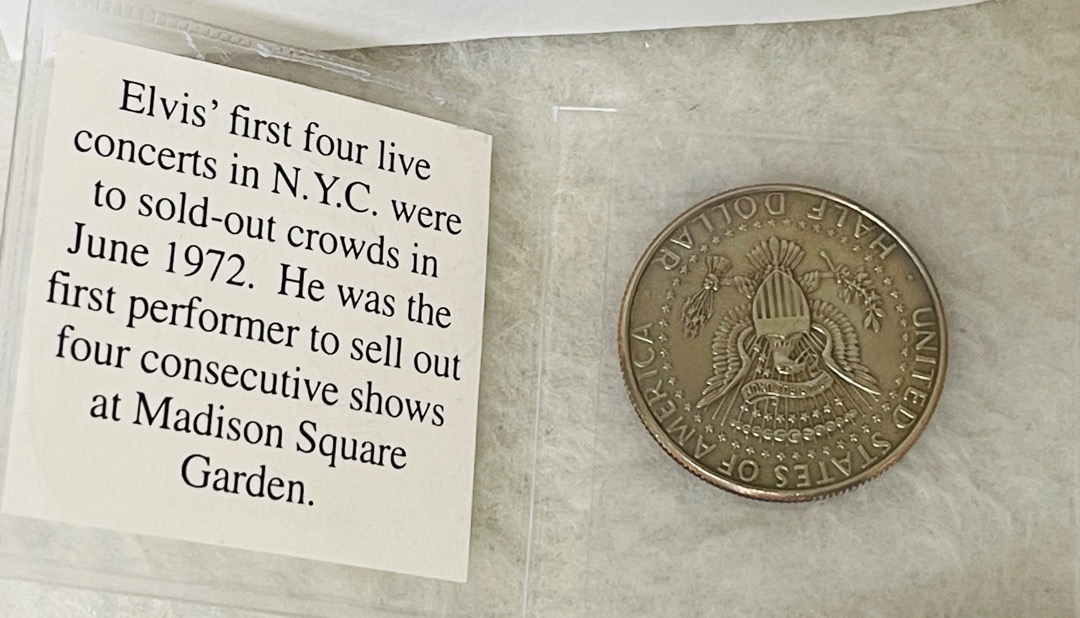 Elvis’ first four live
concerts in N.Y.C. were
to sold-out crowds in
June 1972.  He was the
first performer to sell out
four consecutive shows
at Madison Square
Garden.
UNITED STATES OF AMERICA
HALF DOLLAR